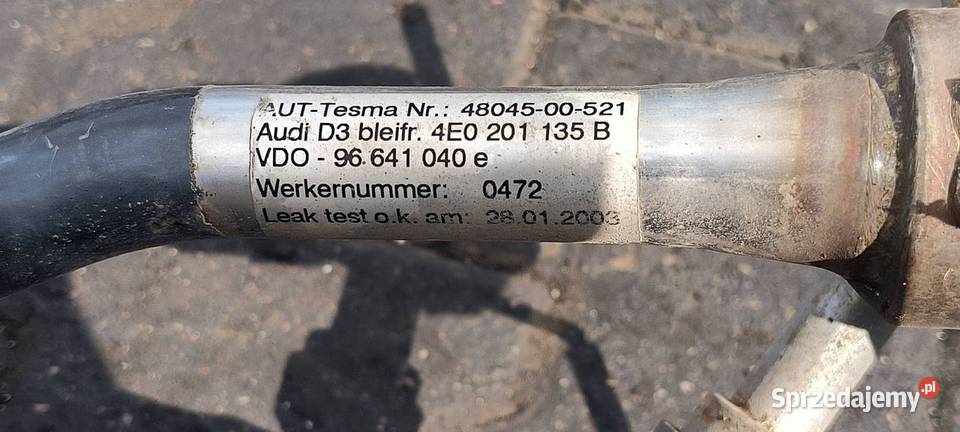 AUT-Tesma Nr.: 48045-00-521
Audi D3 bleifr. 4E0 201 135 B
VDO - 96 641 040 e
Werkernummer: 0472
Leak test o.k. am: 28.01.2003
Sprzedajemy.pl